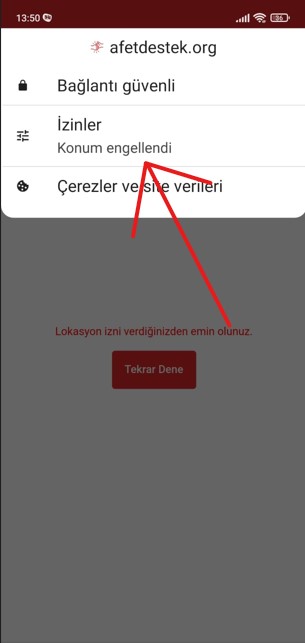 13:50
86
afetdestek.org
Bağlantı güvenli
İzinler
Konum engellendi
Çerezler ve site verileri
Lokasyon izni verdiğinizden emin olunuz.
Tekrar Dene